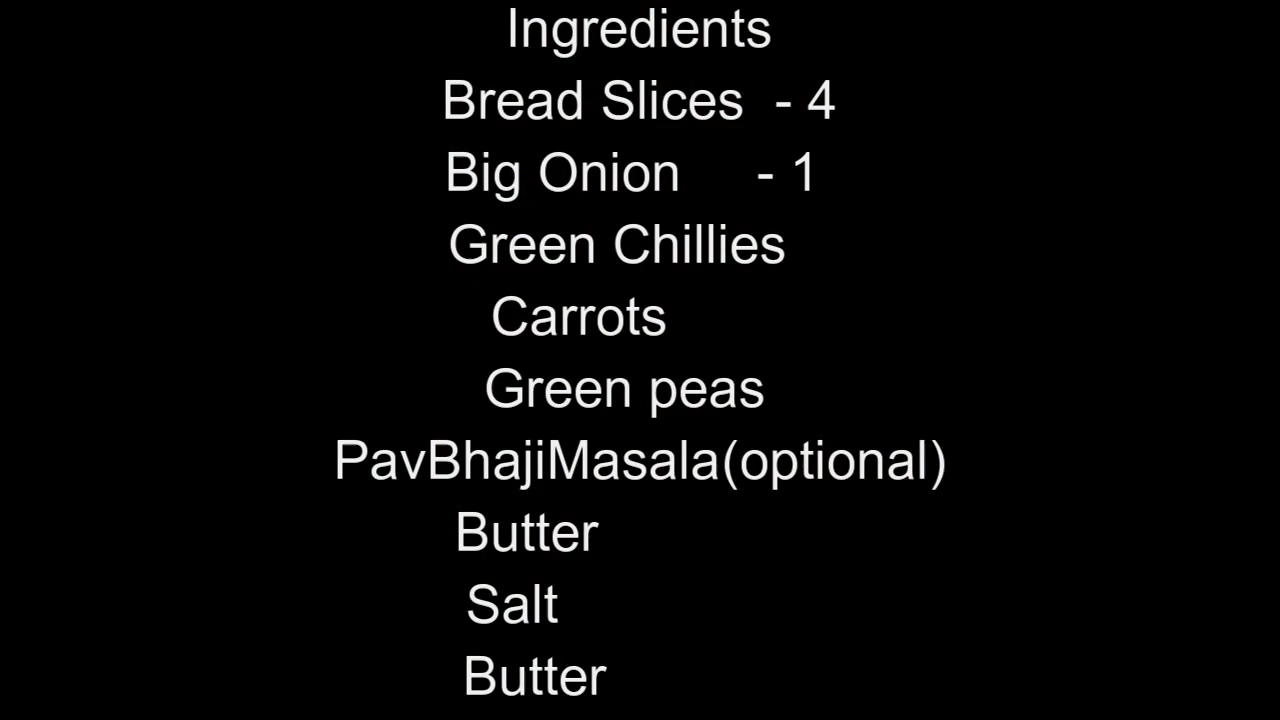 Ingredients
Bread Slices  - 4
Big Onion     - 1
Green Chillies
Carrots
Green peas
PavBhajiMasala(optional)
Butter
Salt
Butter